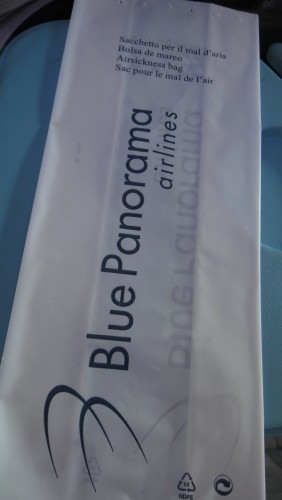 Sacchetto per il mal d'aria
Bolsa de mareo
Airsickness bag
Sac pour le mal de l'air
Blue Panorama
airlines
HDPE